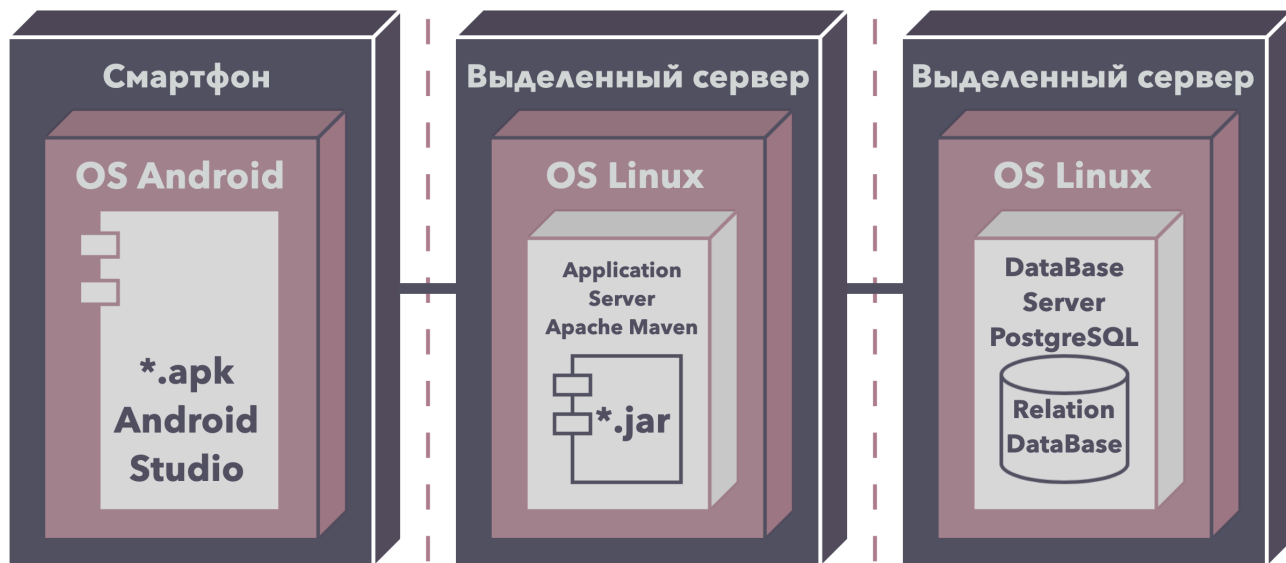 Смартфон
OS Android
*.apk
Android
Studio
Выделенный сервер
OS Linux
Application
Server
Apache Maven
*.jar
Выделенный сервер
OS Linux
DataBase
Server
PostgreSQL
Relation
DataBase